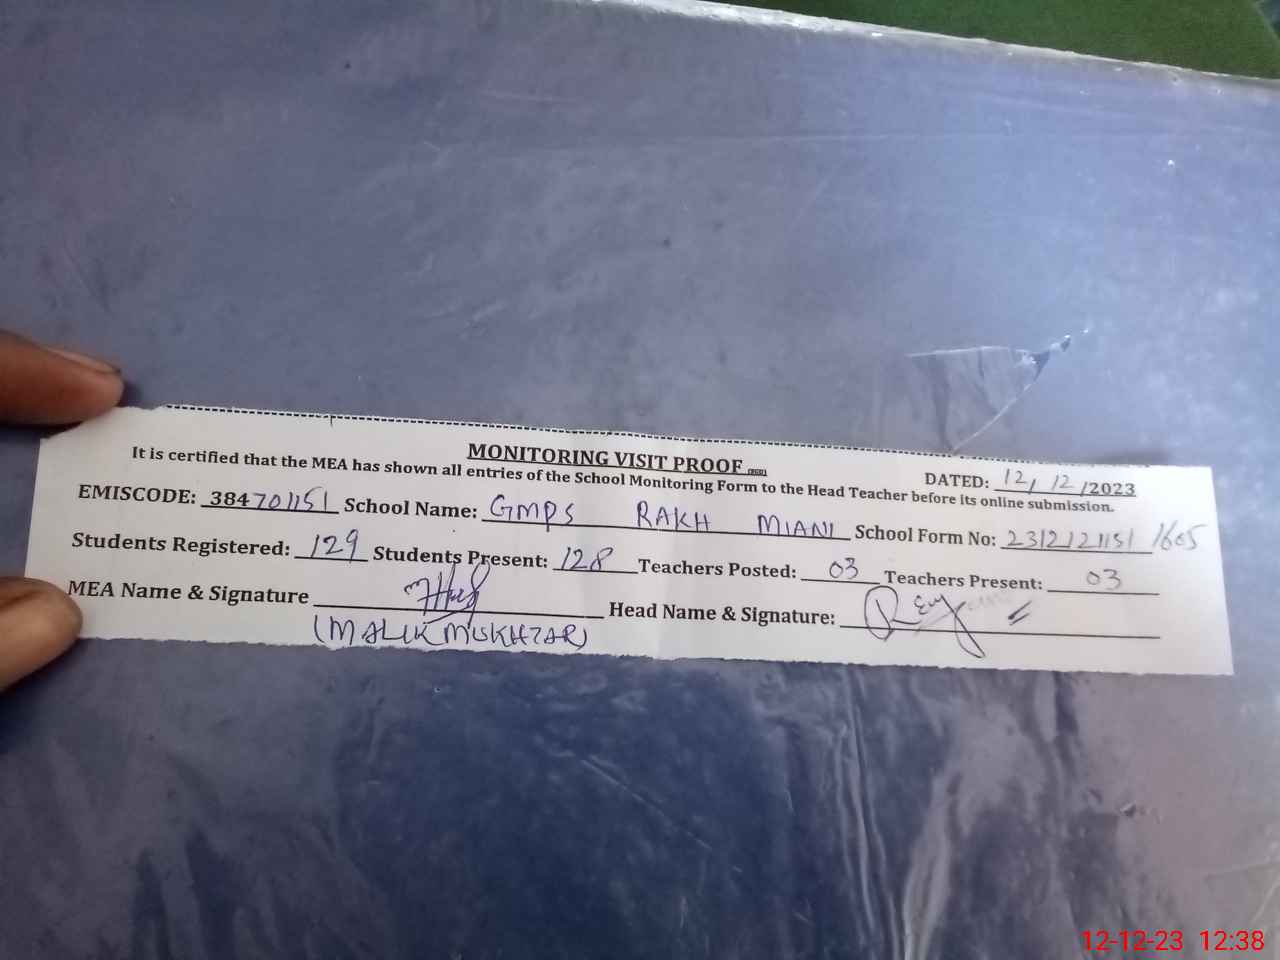 MONITORING VISIT PROOF
DATED: 12/12/2023
It is certified that the MEA has shown all entries of the School Monitoring Form to the Head Teacher before its online submission.
EMISCODE: 384701151 School Name: GMPS RAKH MIANI School Form No: 2312121151/1605
Students Registered: 129 Students Present: 128 Teachers Posted: 03 Teachers Present: 03
MEA Name & Signature Head Name & Signature:
(MALIK MUKHTAR)
12-12-23 12:38